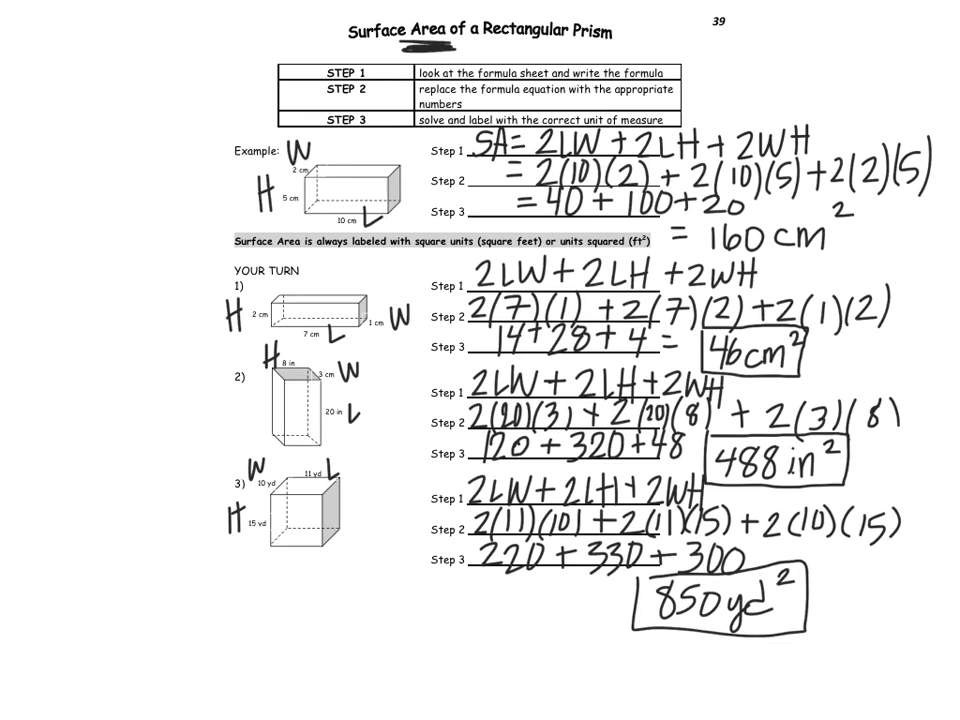 39
Surface Area of a Rectangular Prism
STEP 1 look at the formula sheet and write the formula
STEP 2 replace the formula equation with the appropriate
numbers
STEP 3 solve and label with the correct unit of measure
Example: W
2 cm
H 5 cm
10 cm L
Step 1 SA = 2LW + 2LH + 2WH
Step 2 = 2(10)(2) + 2(10)(5) + 2(2)(5)
Step 3 = 40 + 100 + 20
= 160 cm²
Surface Area is always labeled with square units (square feet) or units squared (ft²)
YOUR TURN
1)
H 2 cm 1 cm W
7 cm L
Step 1 2LW + 2LH + 2WH
Step 2 2(7)(1) + 2(7)(2) + 2(1)(2)
Step 3 14 + 28 + 4 = 46cm²
2)
H 8 in
3 cm W
20 in L
Step 1 2LW + 2LH + 2WH
Step 2 2(20)(3) + 2(20)(8) + 2(3)(8)
Step 3 120 + 320 + 48
488 in²
3)
W 10 yd 11 yd L
H 15 yd
Step 1 2LW + 2LH + 2WH
Step 2 2(11)(10) + 2(11)(15) + 2(10)(15)
Step 3 220 + 330 + 300
850 yd²